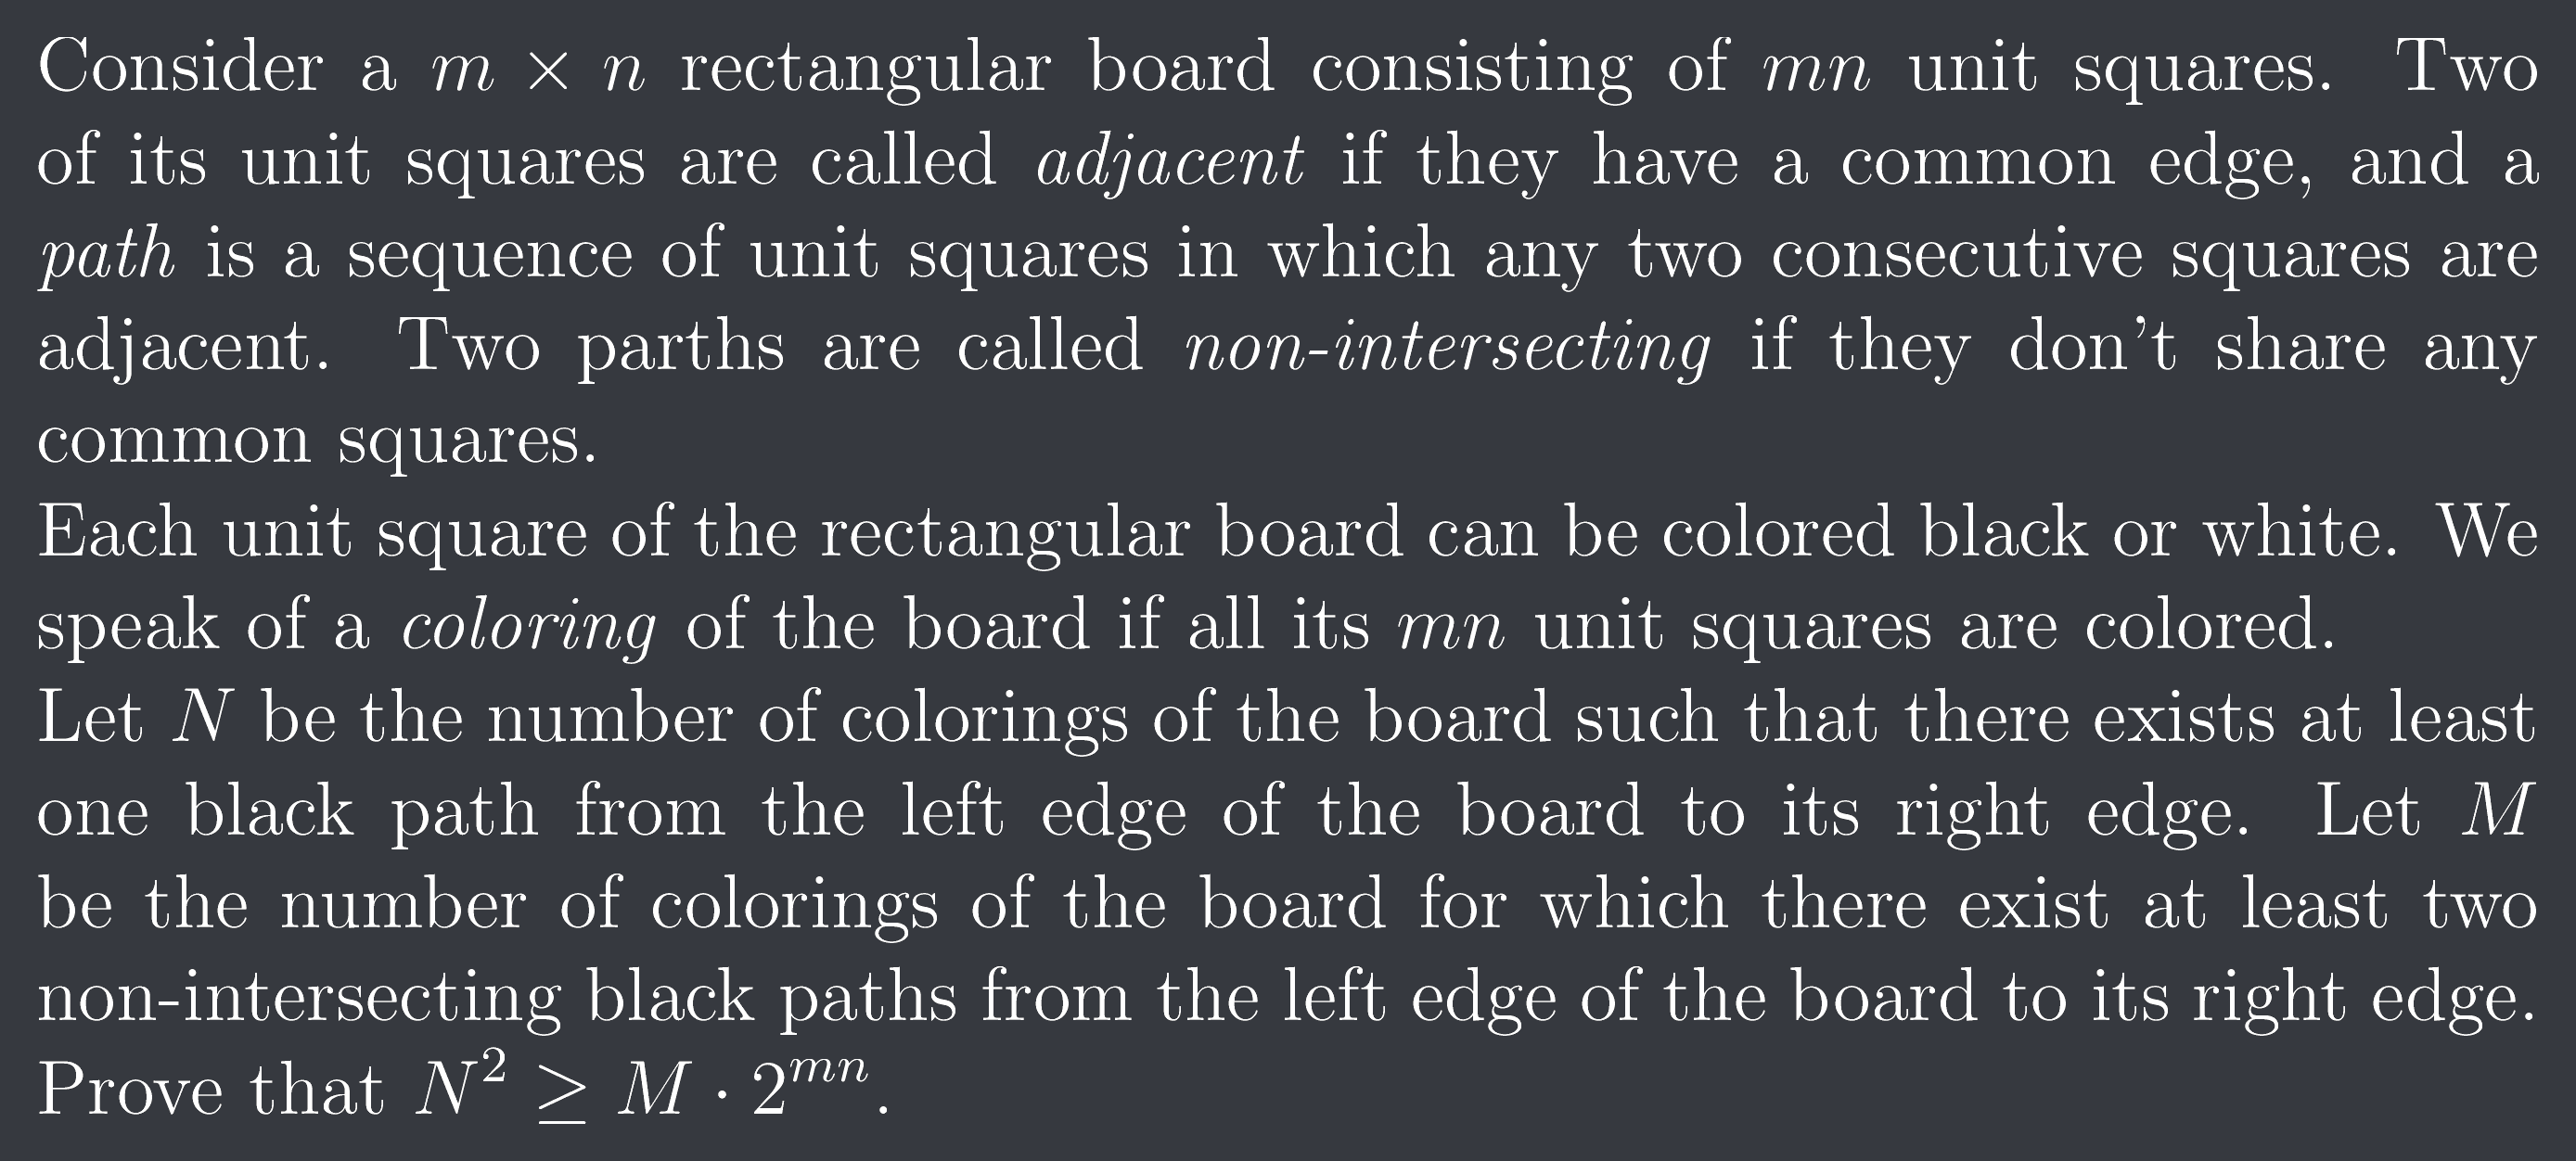 Consider a m × n rectangular board consisting of mn unit squares. Two
of its unit squares are called adjacent if they have a common edge, and a
path is a sequence of unit squares in which any two consecutive squares are
adjacent. Two parths are called non-intersecting if they don't share any
common squares.
Each unit square of the rectangular board can be colored black or white. We
speak of a coloring of the board if all its mn unit squares are colored.
Let N be the number of colorings of the board such that there exists at least
one black path from the left edge of the board to its right edge. Let M
be the number of colorings of the board for which there exist at least two
non-intersecting black paths from the left edge of the board to its right edge.
Prove that N² ≥ M · 2^{mn}.